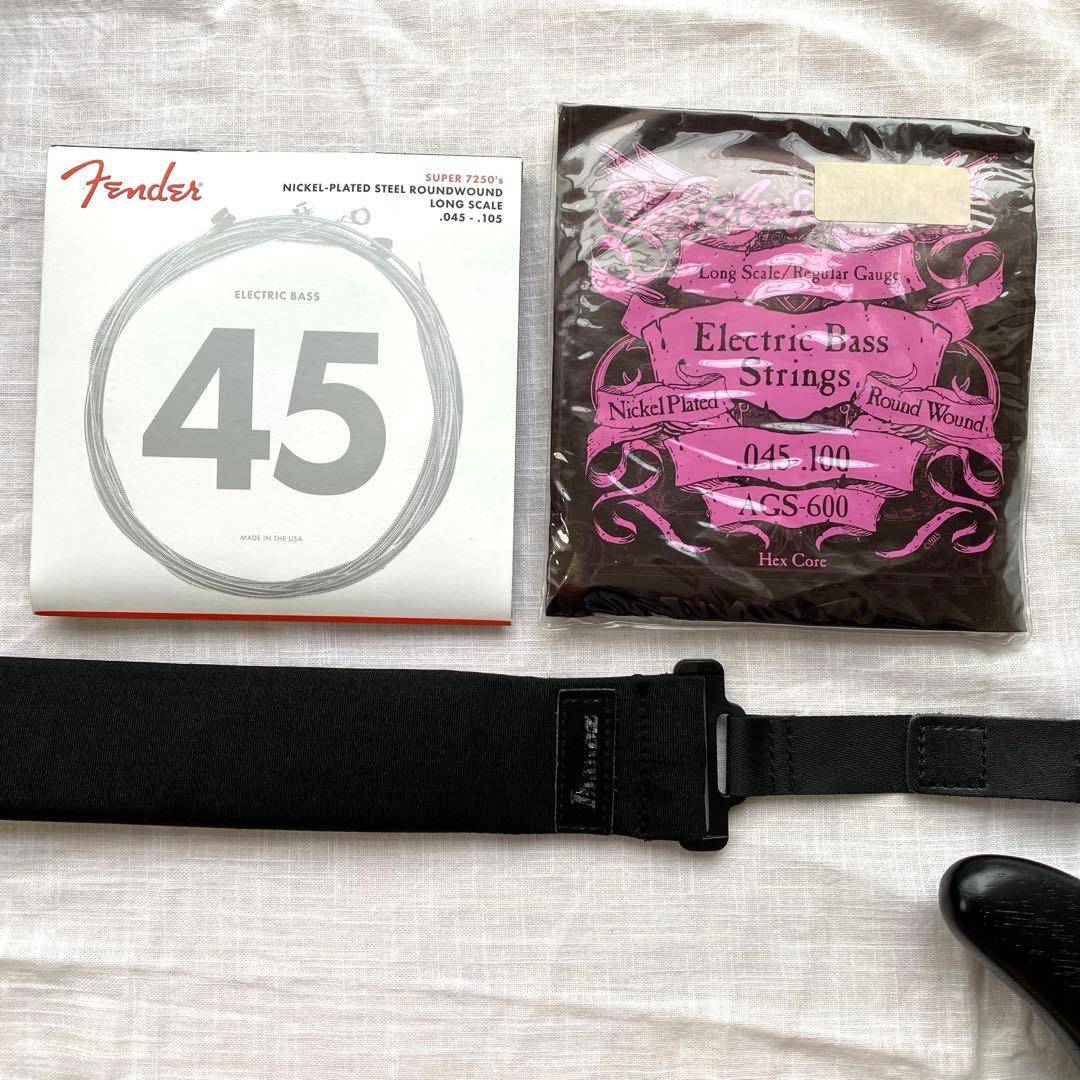 Fender
SUPER 7250's
NICKEL-PLATED STEEL ROUNDWOUND
LONG SCALE
.045 - .105
ELECTRIC BASS
45
MADE IN THE USA
Long Scale/Regular Gauge
Electric Bass
Strings
Nickel Plated
Round Wound
.045-.100
AGS-600
©2015
Hex Core
Ibanez